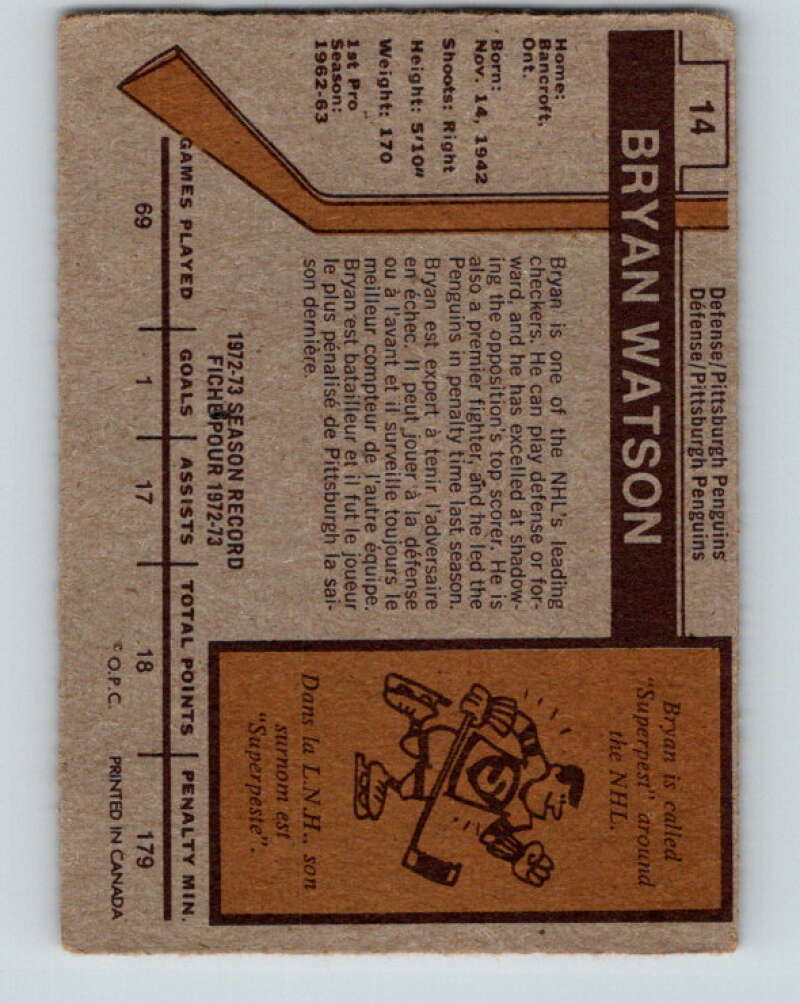 14
Defense/Pittsburgh Penguins
Défense/Pittsburgh Penguins
BRYAN WATSON
Home:
Bancroft,
Ont.
Born:
Nov. 14, 1942
Shoots: Right
Height: 5'10"
Weight: 170
1st Pro
Season:
1962-63
Bryan is one of the NHL's leading
checkers. He can play defense or for-
ward, and he has excelled at shadow-
ing the opposition's top scorer. He is
also a premier fighter, and he led the
Penguins in penalty time last season.
Bryan est expert à tenir l'adversaire
en échec. Il peut jouer à la défense
ou à l'avant et il surveille toujours le
meilleur compteur de l'autre équipe.
Bryan est batailleur et il fut le joueur
le plus pénalisé de Pittsburgh la sai-
son dernière.
Bryan is called
"Superpest" around
the NHL.
S
Dans la L.N.H., son
surnom est
"Superpeste".
1972-73 SEASON RECORD
FICHE POUR 1972-73
GAMES PLAYED GOALS ASSISTS TOTAL POINTS PENALTY MIN.
69 1 17 18 179
© O.P.C. PRINTED IN CANADA